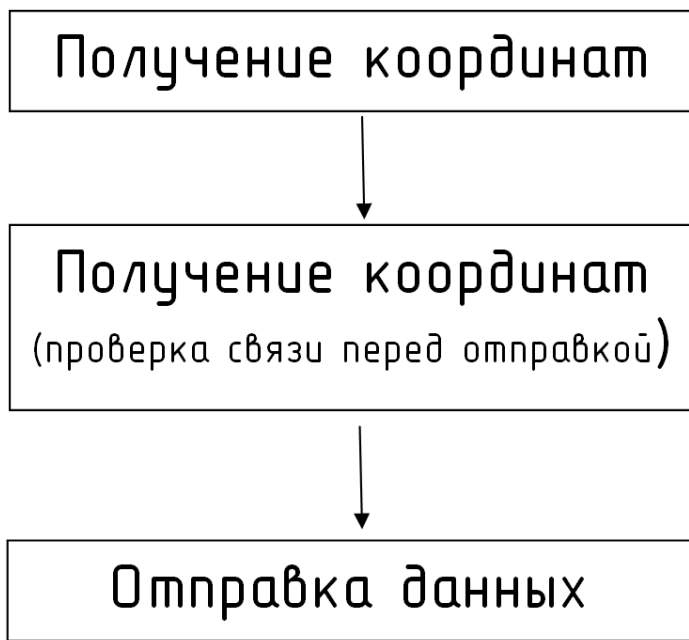 Получение координат
Получение координат
(проверка связи перед отправкой)
Отправка данных